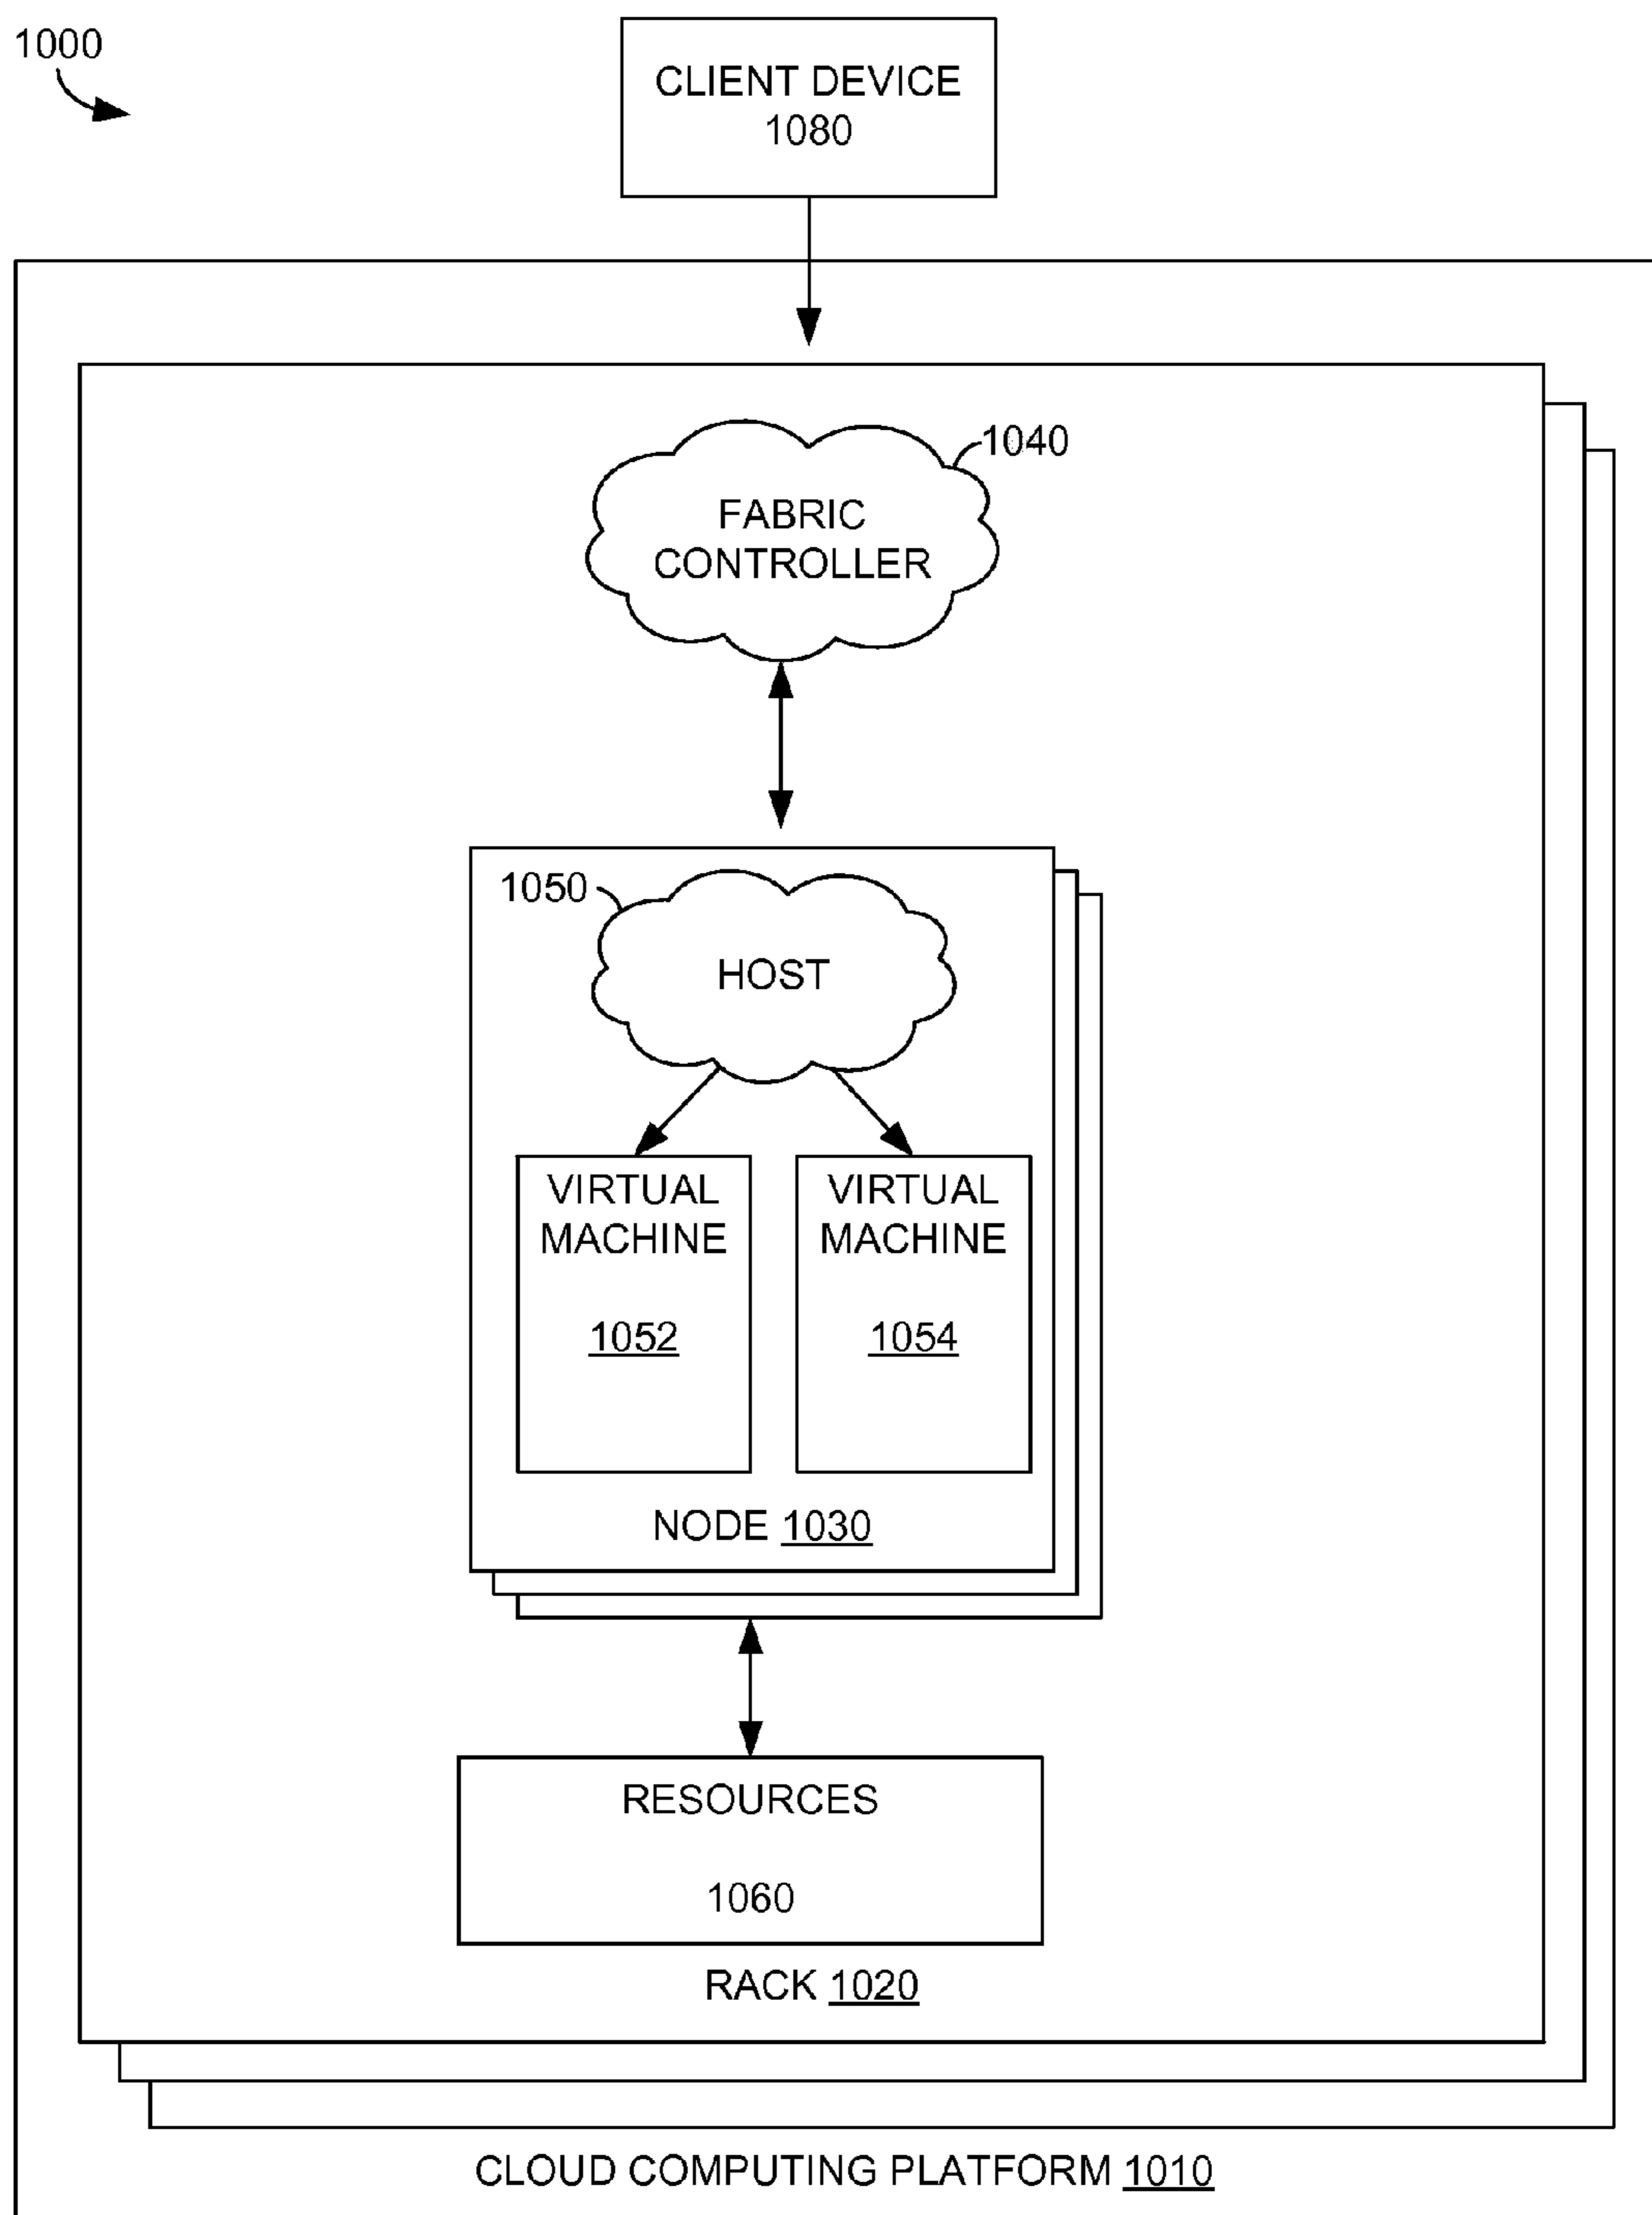 1000
CLIENT DEVICE
1080
1040
FABRIC
CONTROLLER
1050
HOST
VIRTUAL
MACHINE
1052
VIRTUAL
MACHINE
1054
NODE 1030
RESOURCES
1060
RACK 1020
CLOUD COMPUTING PLATFORM 1010